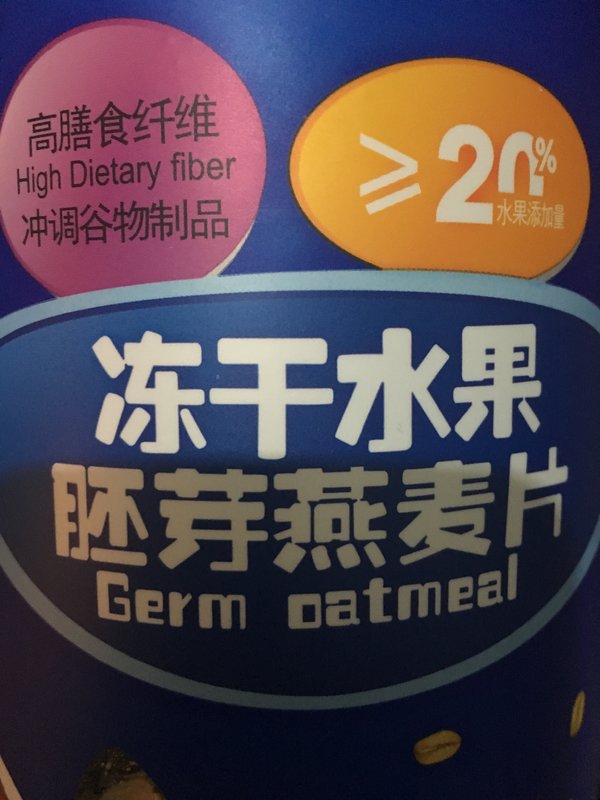 高膳食纤维
High Dietary fiber
冲调谷物制品
≥20%
水果添加量
冻干水果
胚芽燕麦片
Germ oatmeal